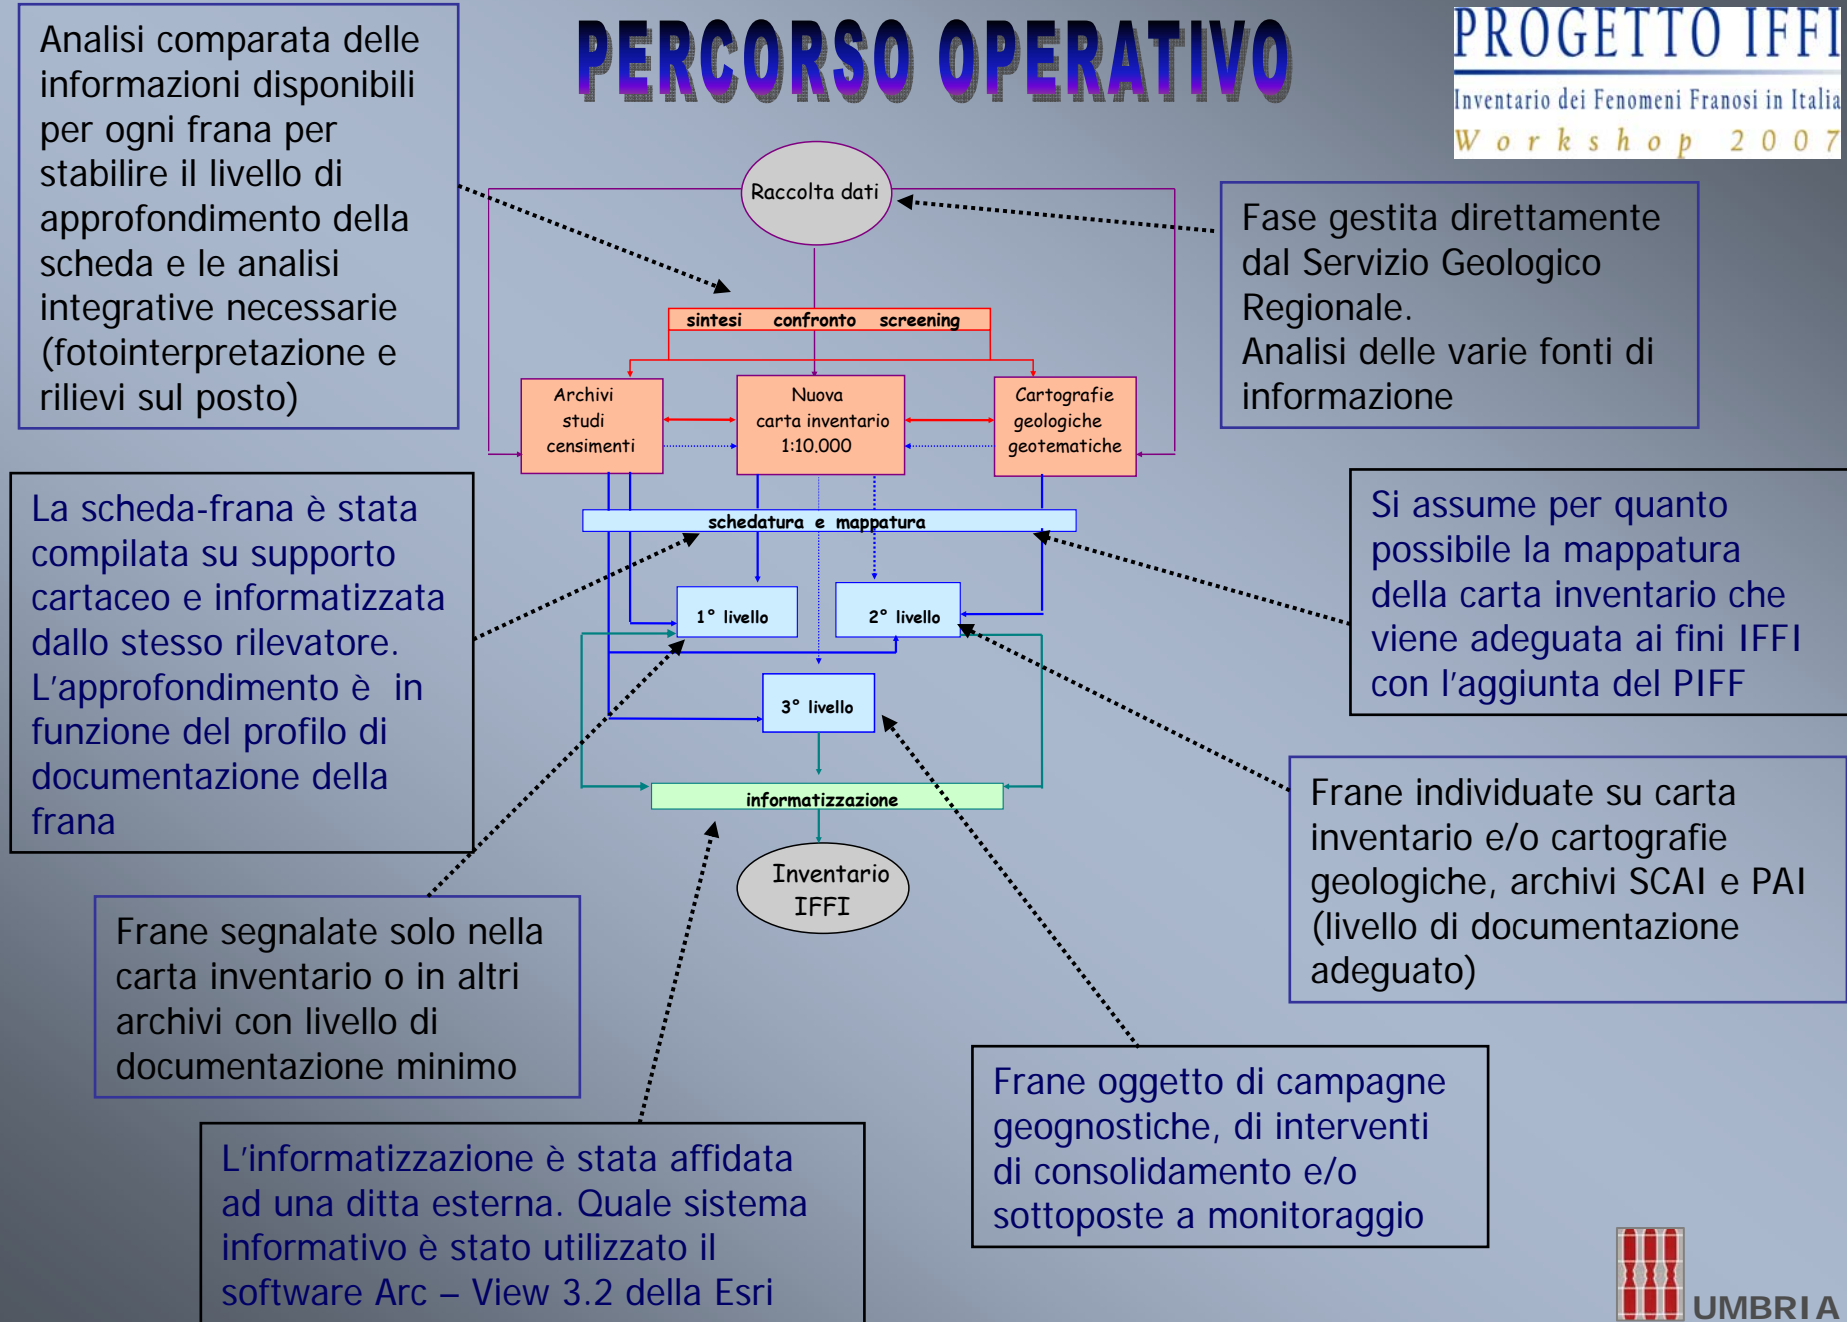 PERCORSO OPERATIVO
PROGETTO IFFI
Inventario dei Fenomeni Franosi in Italia
Workshop 2007
Analisi comparata delle
informazioni disponibili
per ogni frana per
stabilire il livello di
approfondimento della
scheda e le analisi
integrative necessarie
(fotointerpretazione e
rilievi sul posto)
Raccolta dati
Fase gestita direttamente
dal Servizio Geologico
Regionale.
Analisi delle varie fonti di
informazione
sintesi confronto screening
Archivi
studi
censimenti
Nuova
carta inventario
1:10.000
Cartografie
geologiche
geotematiche
La scheda-frana è stata
compilata su supporto
cartaceo e informatizzata
dallo stesso rilevatore.
L'approfondimento è in
funzione del profilo di
documentazione della
frana
schedatura e mappatura
Si assume per quanto
possibile la mappatura
della carta inventario che
viene adeguata ai fini IFFI
con l'aggiunta del PIFF
1° livello
2° livello
3° livello
informatizzazione
Inventario
IFFI
Frane individuate su carta
inventario e/o cartografie
geologiche, archivi SCAI e PAI
(livello di documentazione
adeguato)
Frane segnalate solo nella
carta inventario o in altri
archivi con livello di
documentazione minimo
Frane oggetto di campagne
geognostiche, di interventi
di consolidamento e/o
sottoposte a monitoraggio
L'informatizzazione è stata affidata
ad una ditta esterna. Quale sistema
informativo è stato utilizzato il
software Arc – View 3.2 della Esri
UMBRIA